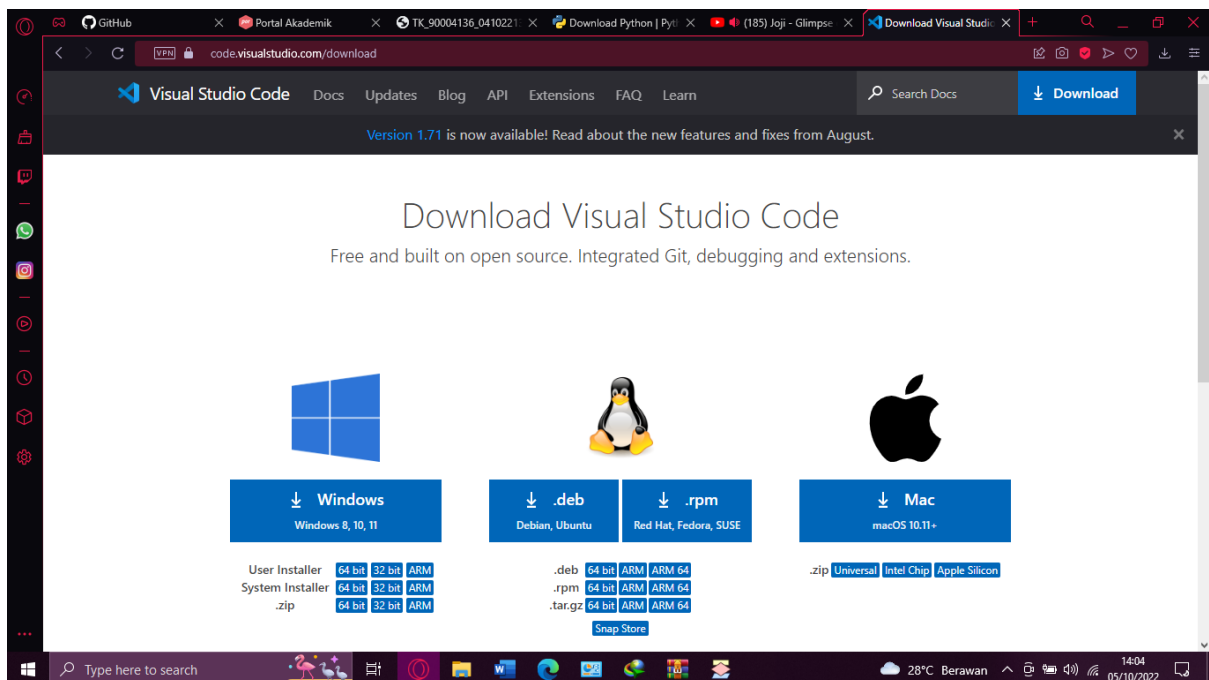 GitHub
Portal Akademik
TK_90004136_0410221
Download Python | Pyt
(185) Joji - Glimpse
Download Visual Studio
VPN
code.visualstudio.com/download
Visual Studio Code Docs Updates Blog API Extensions FAQ Learn
Search Docs
Download
Version 1.71 is now available! Read about the new features and fixes from August.
Download Visual Studio Code
Free and built on open source. Integrated Git, debugging and extensions.
Windows
Windows 8, 10, 11
User Installer 64 bit 32 bit ARM
System Installer 64 bit 32 bit ARM
.zip 64 bit 32 bit ARM
.deb
Debian, Ubuntu
.rpm
Red Hat, Fedora, SUSE
.deb 64 bit ARM ARM 64
.rpm 64 bit ARM ARM 64
.tar.gz 64 bit ARM ARM 64
Snap Store
Mac
macOS 10.11+
.zip Universal Intel Chip Apple Silicon
Type here to search
28°C Berawan
14:04
05/10/2022